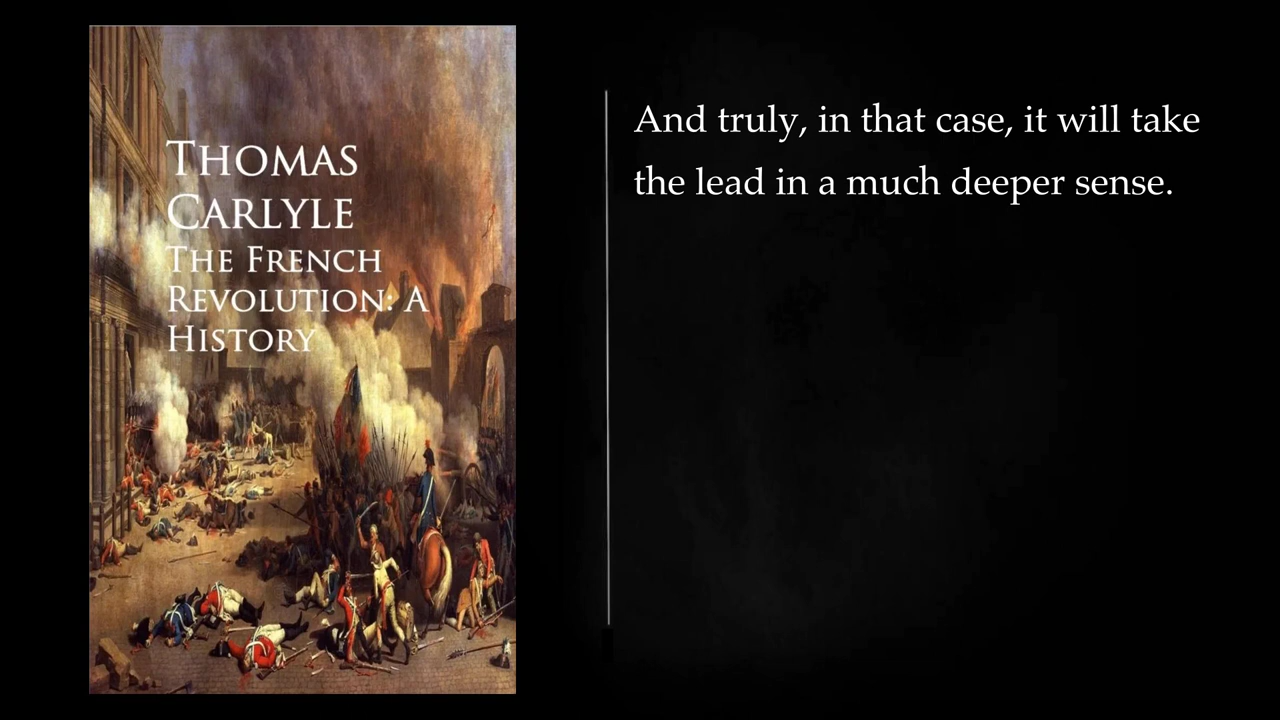 THOMAS
CARLYLE
THE FRENCH
REVOLUTION: A
HISTORY
And truly, in that case, it will take
the lead in a much deeper sense.